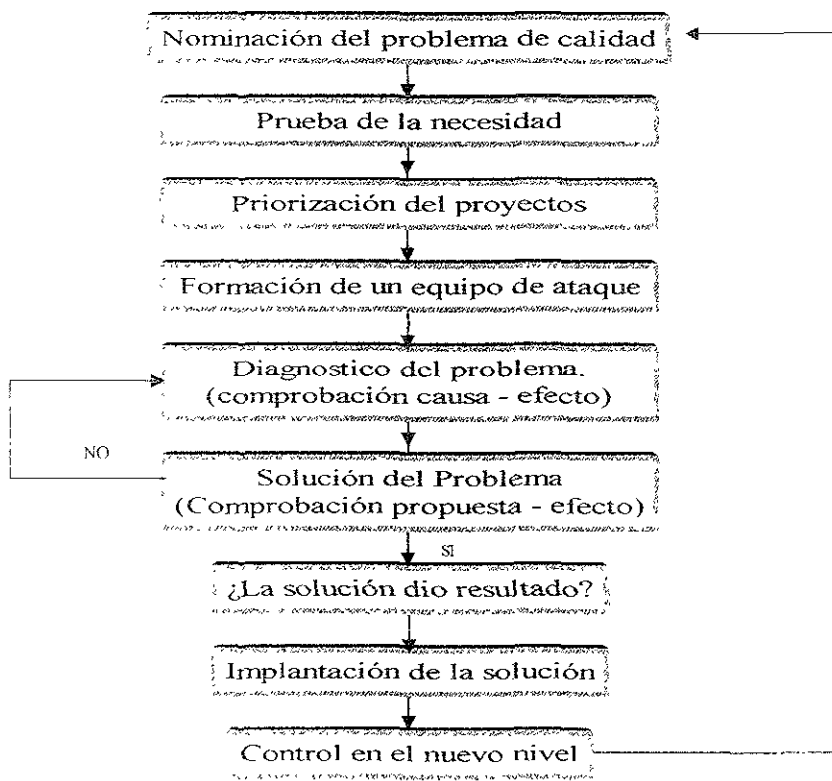 Nominación del problema de calidad
Prueba de la necesidad
Priorización del proyectos
Formación de un equipo de ataque
Diagnostico del problema.
(comprobación causa - efecto)
NO
Solución del Problema
(Comprobación propuesta - efecto)
SI
¿La solución dio resultado?
Implantación de la solución
Control en el nuevo nivel